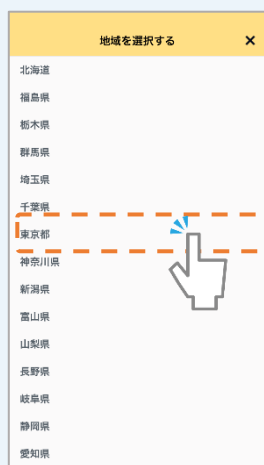 地域を選択する ×
北海道
福島県
栃木県
群馬県
埼玉県
千葉県
東京都
神奈川県
新潟県
富山県
山梨県
長野県
岐阜県
静岡県
愛知県